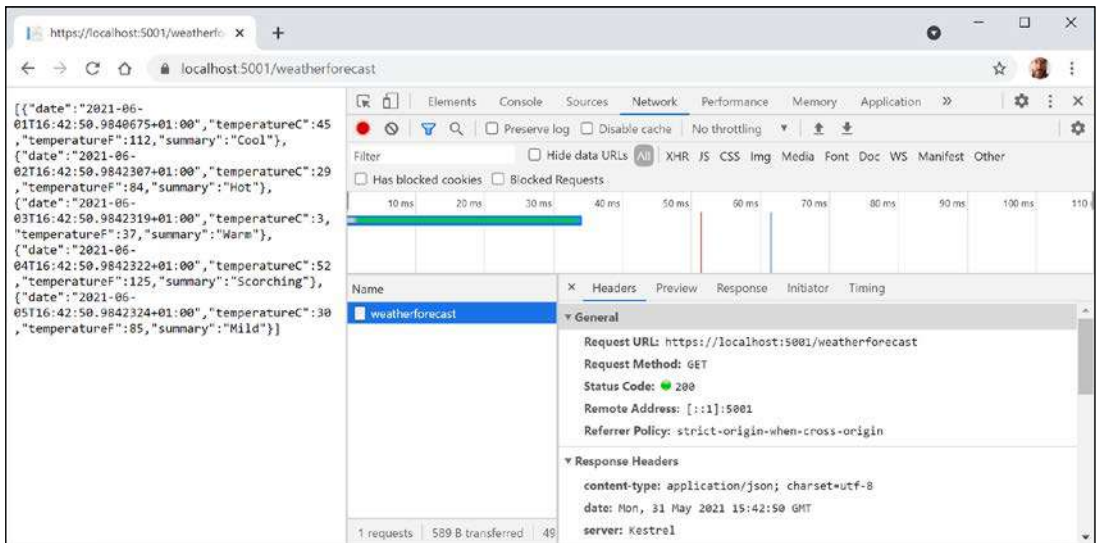 https://localhost:5001/weatherfo
localhost:5001/weatherforecast
[{"date":"2021-06-
01T16:42:50.9840675+01:00","temperatureC":45
,"temperatureF":112,"summary":"Cool"},
{"date":"2021-06-
02T16:42:50.9842307+01:00","temperatureC":29
,"temperatureF":84,"summary":"Hot"},
{"date":"2021-06-
03T16:42:50.9842319+01:00","temperatureC":3,
"temperatureF":37,"summary":"Warm"},
{"date":"2021-06-
04T16:42:50.9842322+01:00","temperatureC":52
,"temperatureF":125,"summary":"Scorching"},
{"date":"2021-06-
05T16:42:50.9842324+01:00","temperatureC":30
,"temperatureF":85,"summary":"Mild"}]
Elements Console Sources Network Performance Memory Application »
Preserve log Disable cache No throttling
Filter Hide data URLs All XHR JS CSS Img Media Font Doc WS Manifest Other
Has blocked cookies Blocked Requests
10 ms 20 ms 30 ms 40 ms 50 ms 60 ms 70 ms 80 ms 90 ms 100 ms 110
Name
weatherforecast
1 requests 589 B transferred 49
Headers Preview Response Initiator Timing
General
Request URL: https://localhost:5001/weatherforecast
Request Method: GET
Status Code: 200
Remote Address: [::1]:5001
Referrer Policy: strict-origin-when-cross-origin
Response Headers
content-type: application/json; charset=utf-8
date: Mon, 31 May 2021 15:42:50 GMT
server: Kestrel